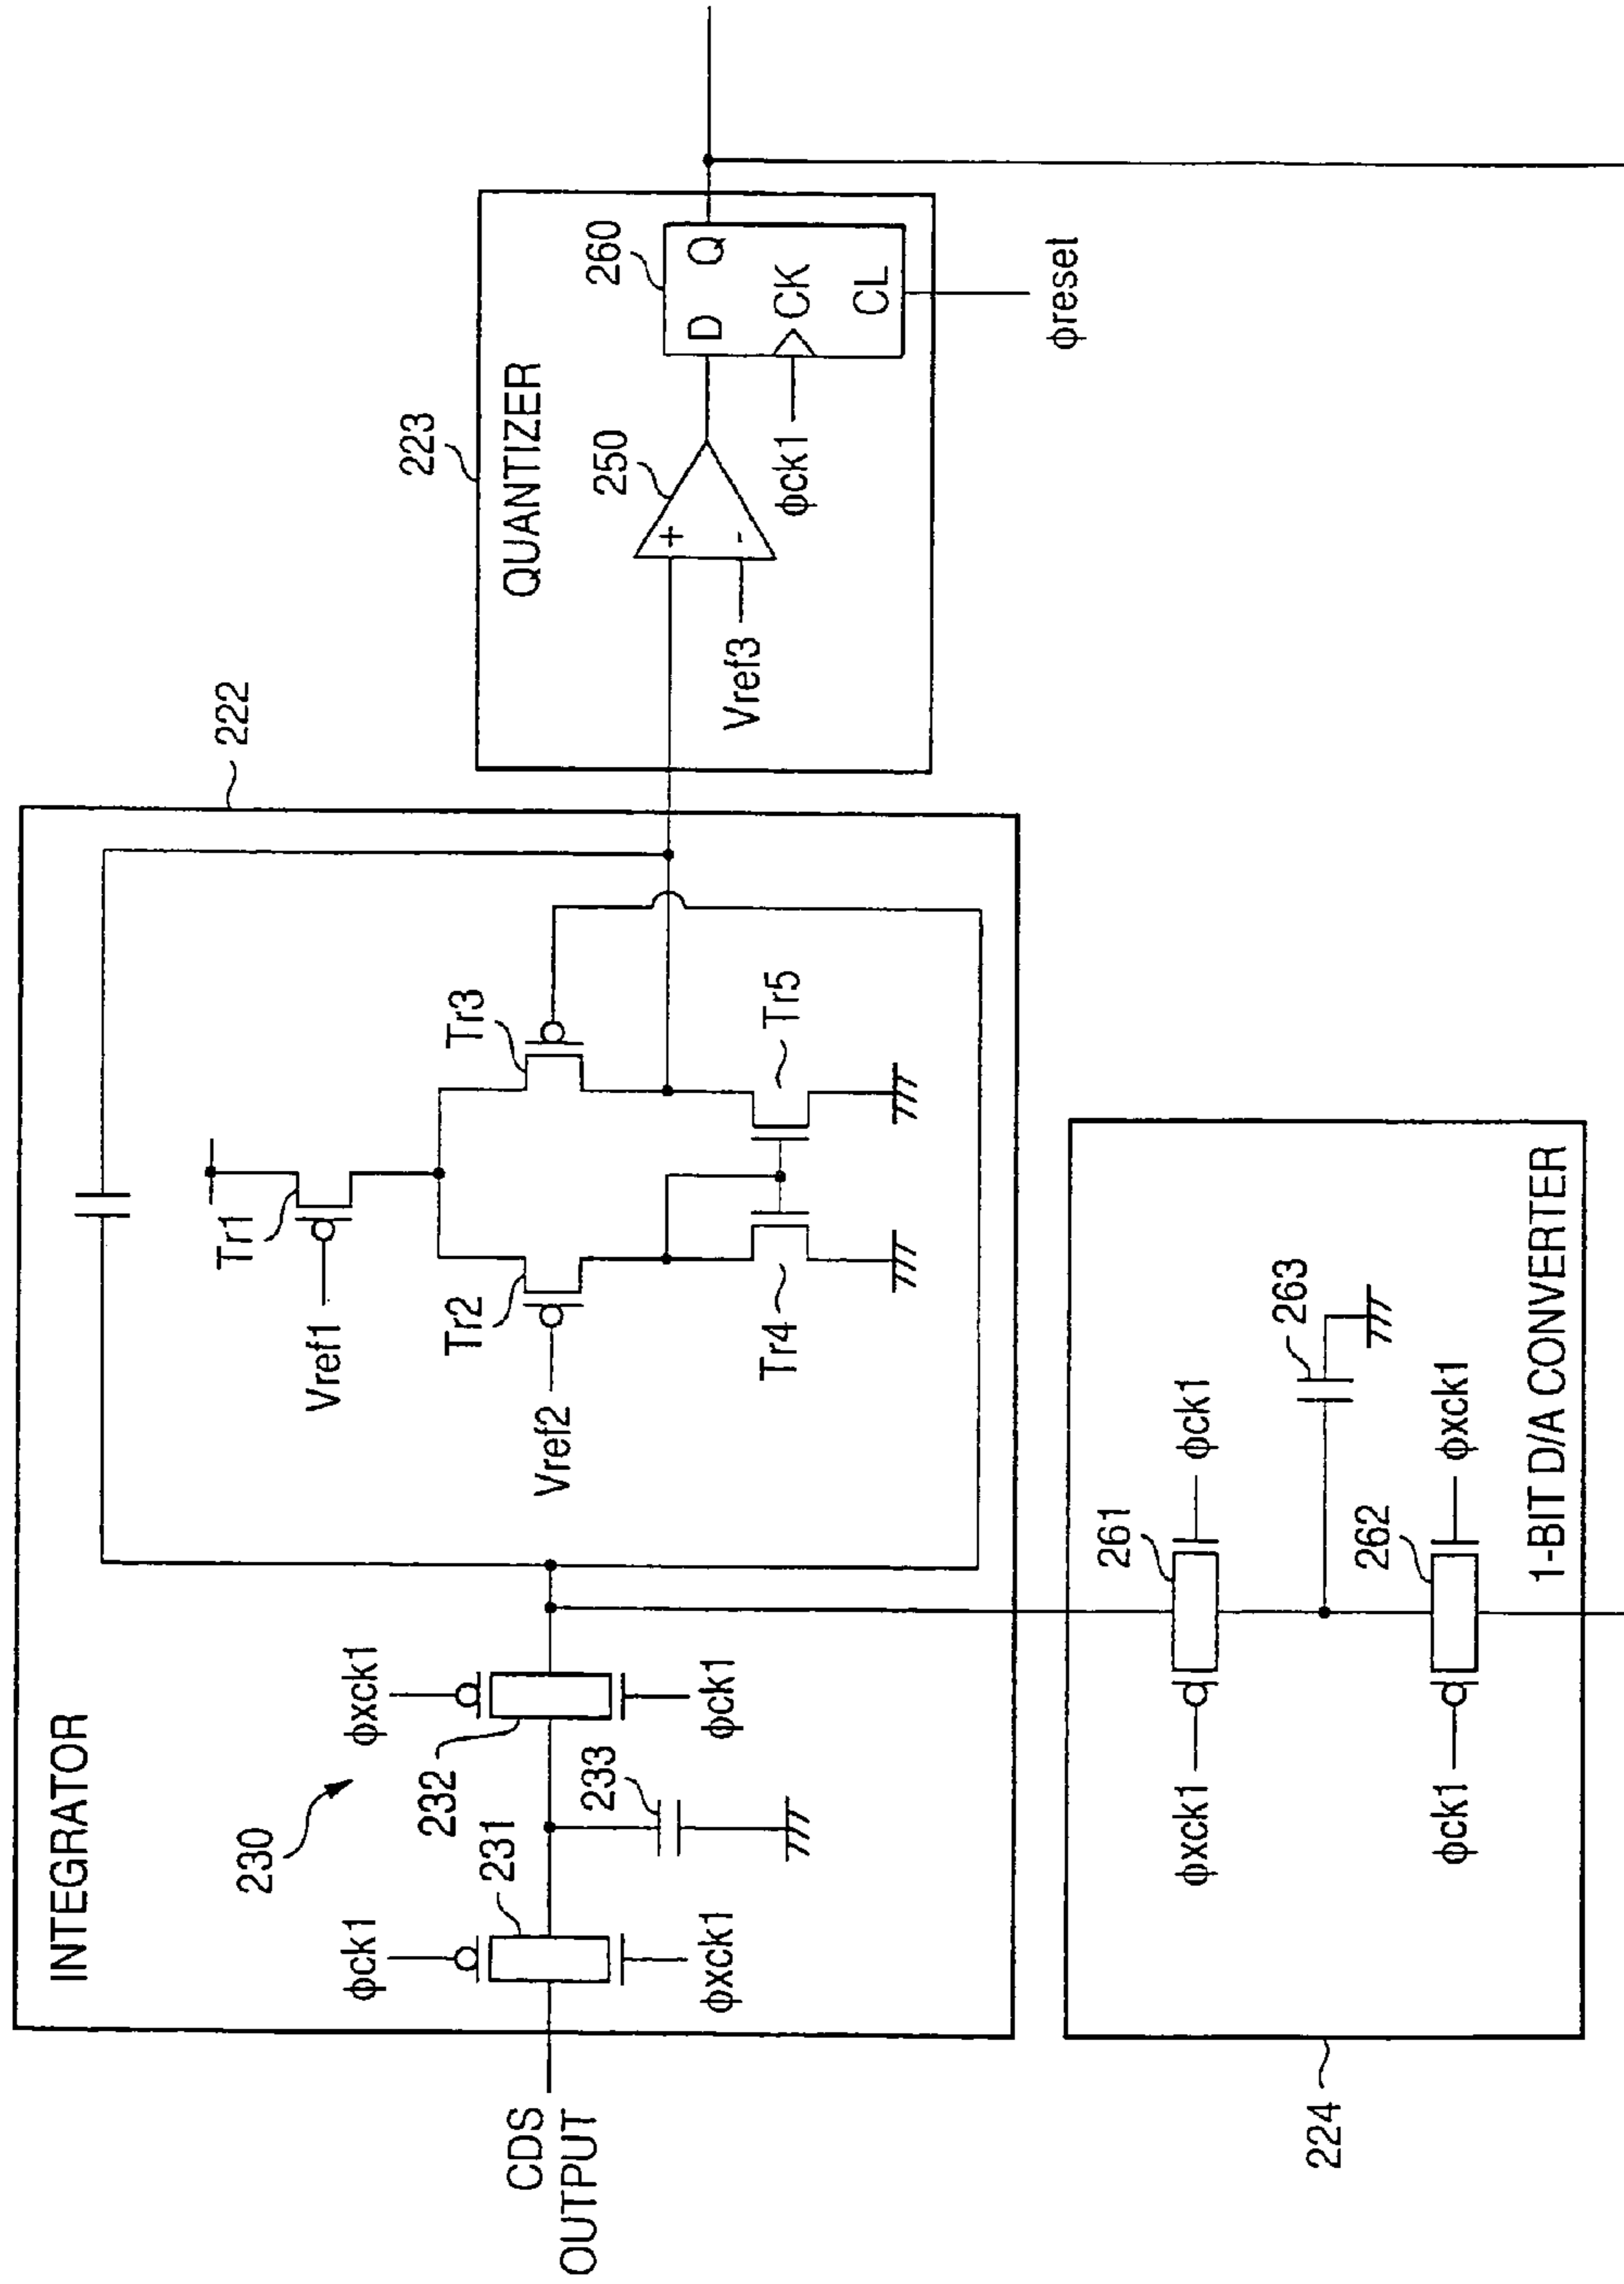 INTEGRATOR
222
230
ϕck1
ϕxck1
231
232
233
ϕxck1
ϕck1
CDS
OUTPUT
Vref1
Tr1
Vref2
Tr2
Tr3
Tr4
Tr5
223
QUANTIZER
250
+
-
Vref3
260
D
Q
CK
CL
ϕck1
ϕreset
224
261
ϕxck1
ϕck1
263
262
ϕck1
ϕxck1
1-BIT D/A CONVERTER